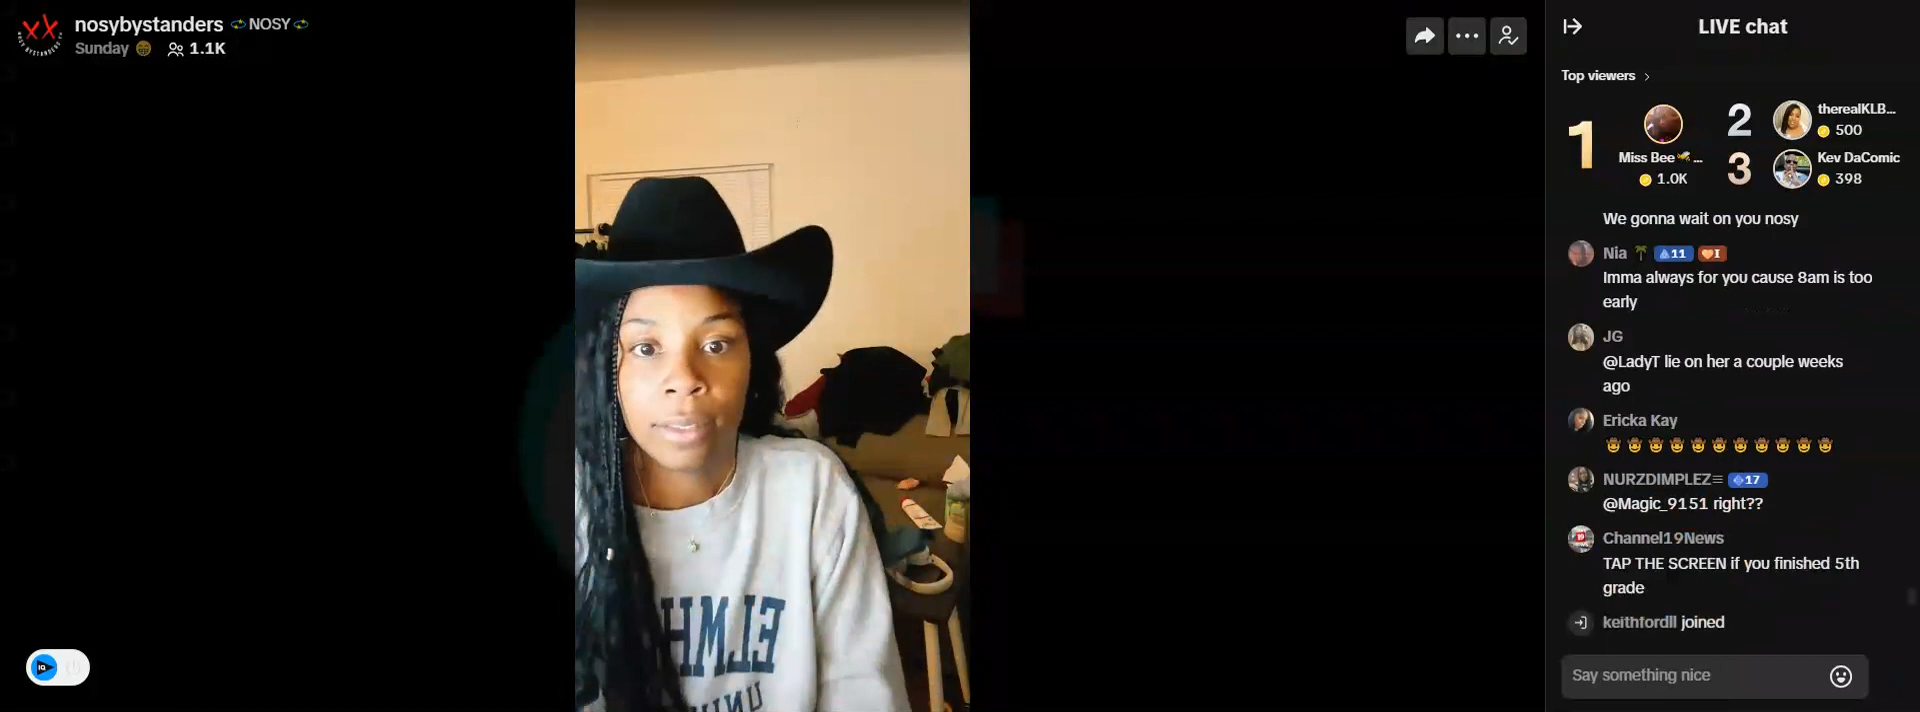 nosybystanders NOSY
Sunday 😁 1.1K
LIVE chat
Top viewers >
1
Miss Bee🐝 ...
1.0K
2
therealKLB...
500
3
Kev DaComic
398
We gonna wait on you nosy
Nia 🌴 11 I
Imma always for you cause 8am is too
early
JG
@LadyT lie on her a couple weeks
ago
Ericka Kay
🤠🤠🤠🤠🤠🤠🤠🤠🤠🤠🤠
NURZDIMPLEZ= 17
@Magic_9151 right??
Channel19News
TAP THE SCREEN if you finished 5th
grade
keithfordll joined
Say something nice
ELMH